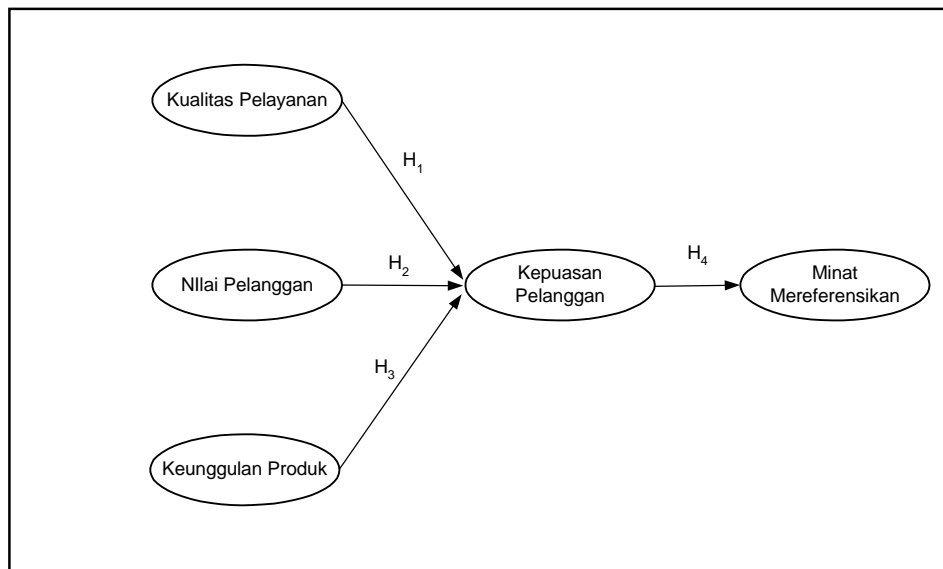 Kualitas Pelayanan
H1
NIlai Pelanggan
H2
Kepuasan
Pelanggan
H4
Minat
Mereferensikan
H3
Keunggulan Produk